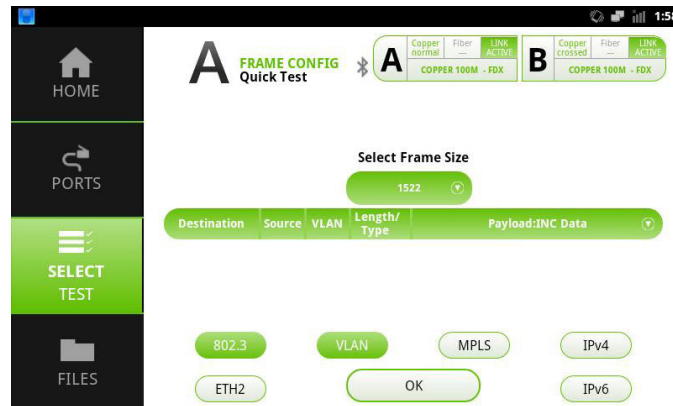 1:58
HOME
PORTS
SELECT
TEST
FILES
A FRAME CONFIG
Quick Test
A
Copper normal
Fiber ---
LINK ACTIVE
COPPER 100M - FDX
B
Copper crossed
Fiber ---
LINK ACTIVE
COPPER 100M - FDX
Select Frame Size
1522
Destination Source VLAN Length/ Type Payload:INC Data
802.3 VLAN MPLS IPv4
ETH2 OK IPv6